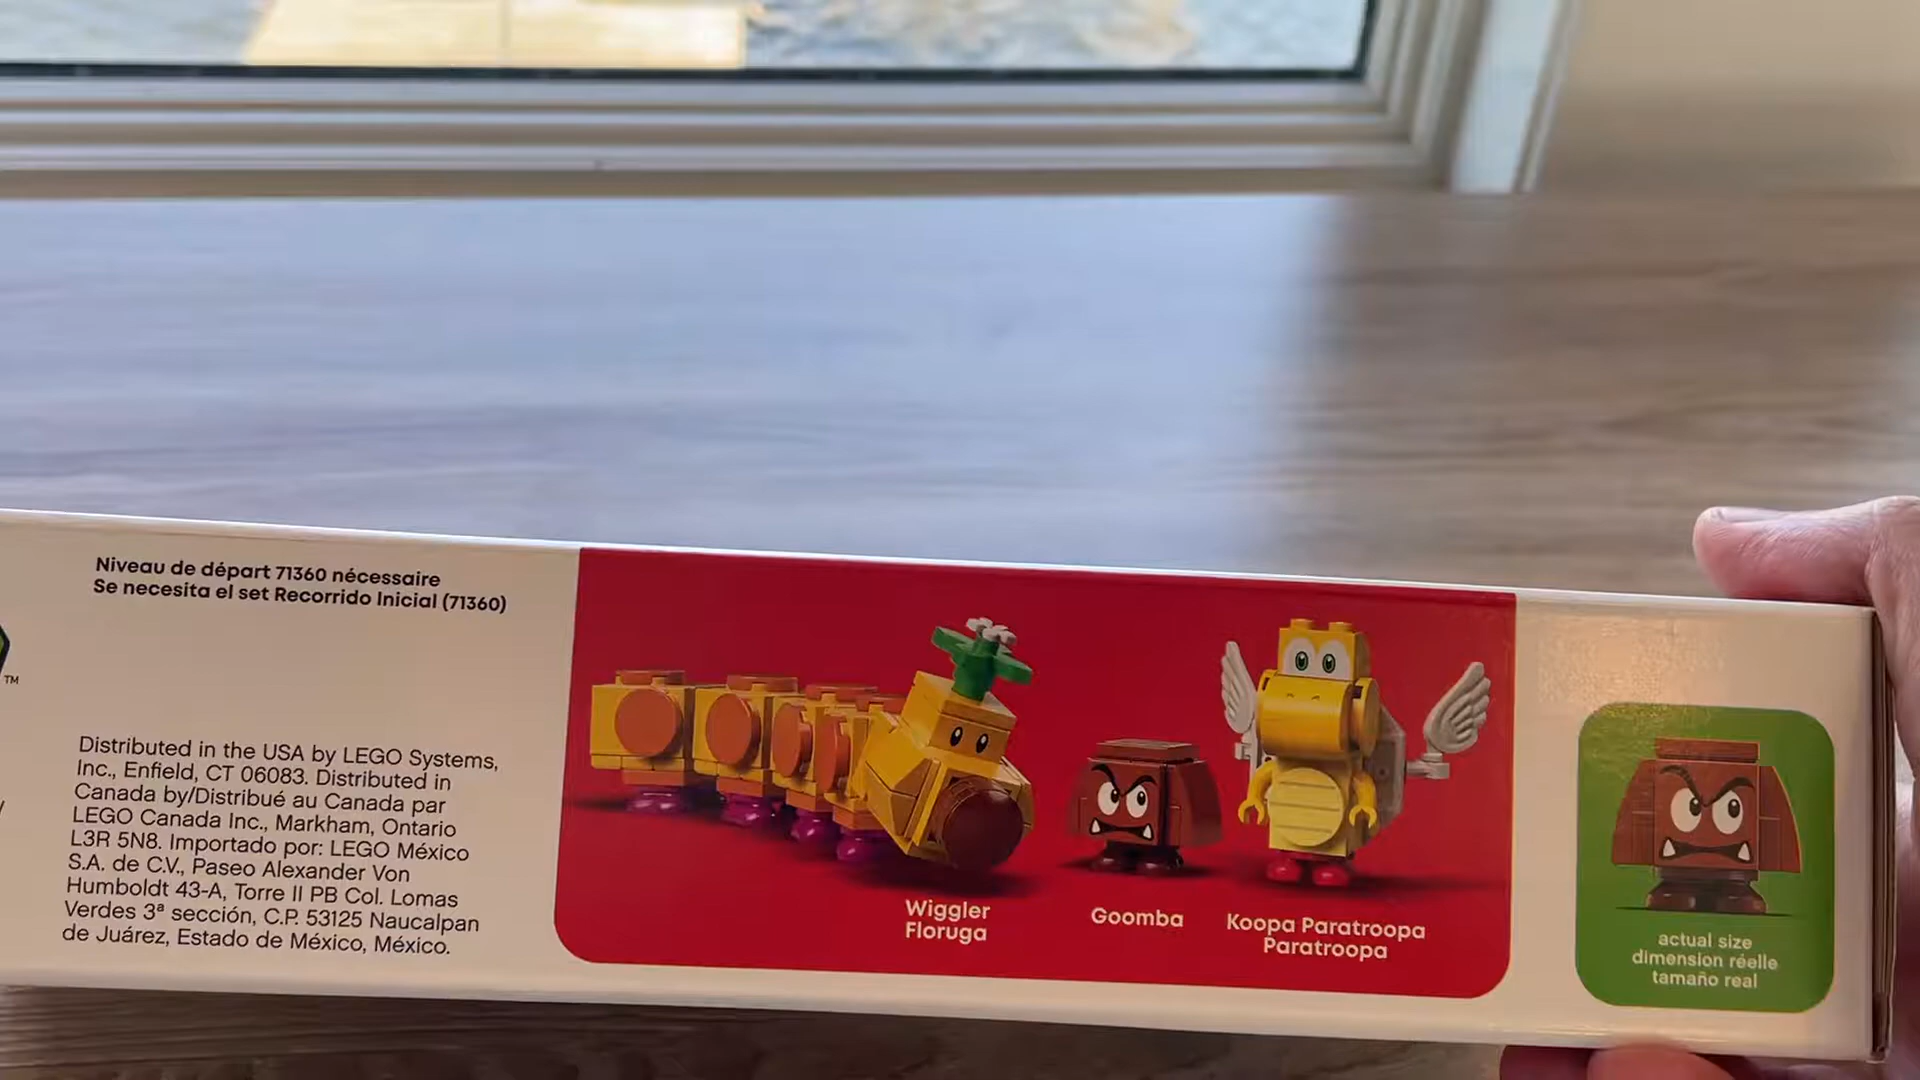 Niveau de départ 71360 nécessaire
Se necesita el set Recorrido Inicial (71360)
TM
Distributed in the USA by LEGO Systems,
Inc., Enfield, CT 06083. Distributed in
Canada by/Distribué au Canada par
LEGO Canada Inc., Markham, Ontario
L3R 5N8. Importado por: LEGO México
S.A. de C.V., Paseo Alexander Von
Humboldt 43-A, Torre II PB Col. Lomas
Verdes 3ª sección, C.P. 53125 Naucalpan
de Juárez, Estado de México, México.
Wiggler
Floruga
Goomba
Koopa Paratroopa
Paratroopa
actual size
dimension réelle
tamaño real